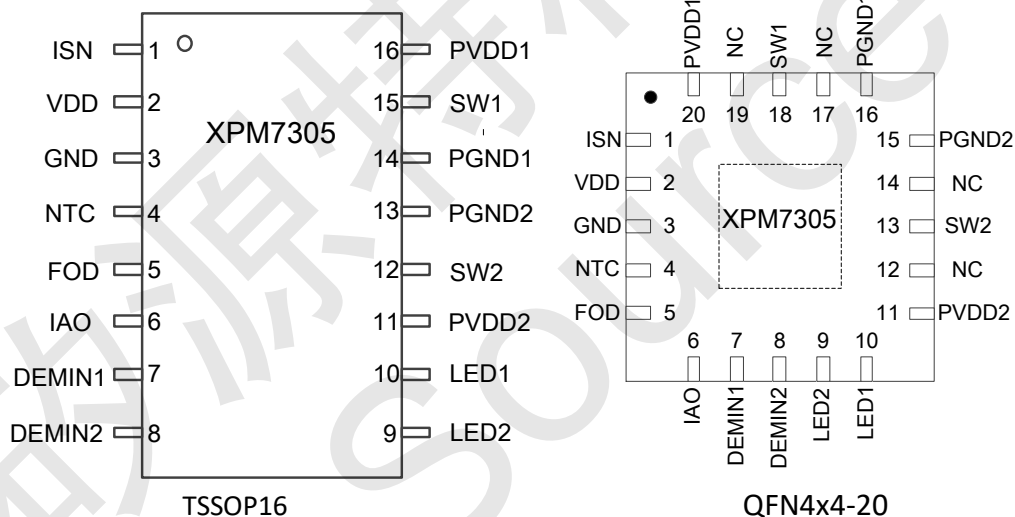 ISN 1 16 PVDD1
VDD 2 15 SW1
XPM7305
GND 3 14 PGND1
NTC 4 13 PGND2
FOD 5 12 SW2
IAO 6 11 PVDD2
DEMIN1 7 10 LED1
DEMIN2 8 9 LED2
TSSOP16
PVDD1 NC SW1 NC PGND1
20 19 18 17 16
ISN 1 15 PGND2
VDD 2 14 NC
XPM7305
GND 3 13 SW2
NTC 4 12 NC
FOD 5 11 PVDD2
6 7 8 9 10
IAO DEMIN1 DEMIN2 LED2 LED1
QFN4x4-20
源特
Source